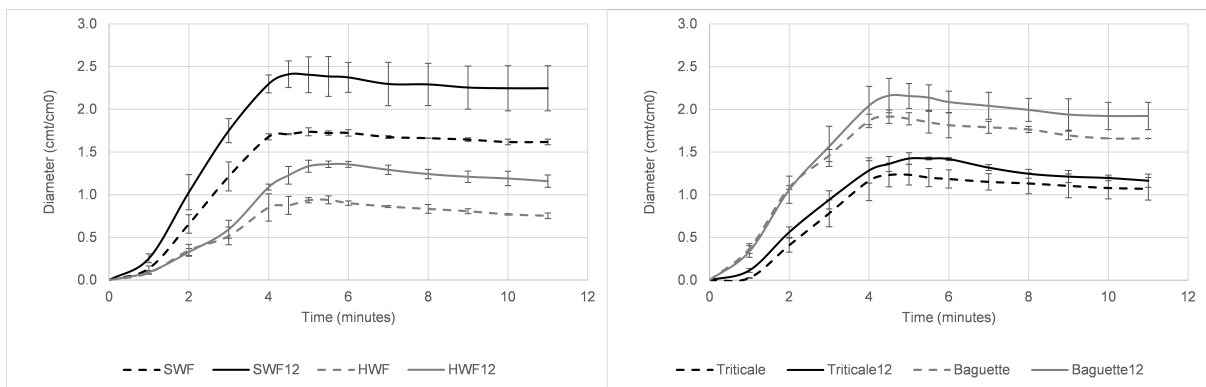 3.0
2.5
2.0
1.5
1.0
0.5
0.0
Diameter (cmt/cm0)
0 2 4 6 8 10 12
Time (minutes)
SWF SWF12 HWF HWF12
3.0
2.5
2.0
1.5
1.0
0.5
0.0
Diameter (cmt/cm0)
0 2 4 6 8 10 12
Time (minutes)
Triticale Triticale12 Baguette Baguette12